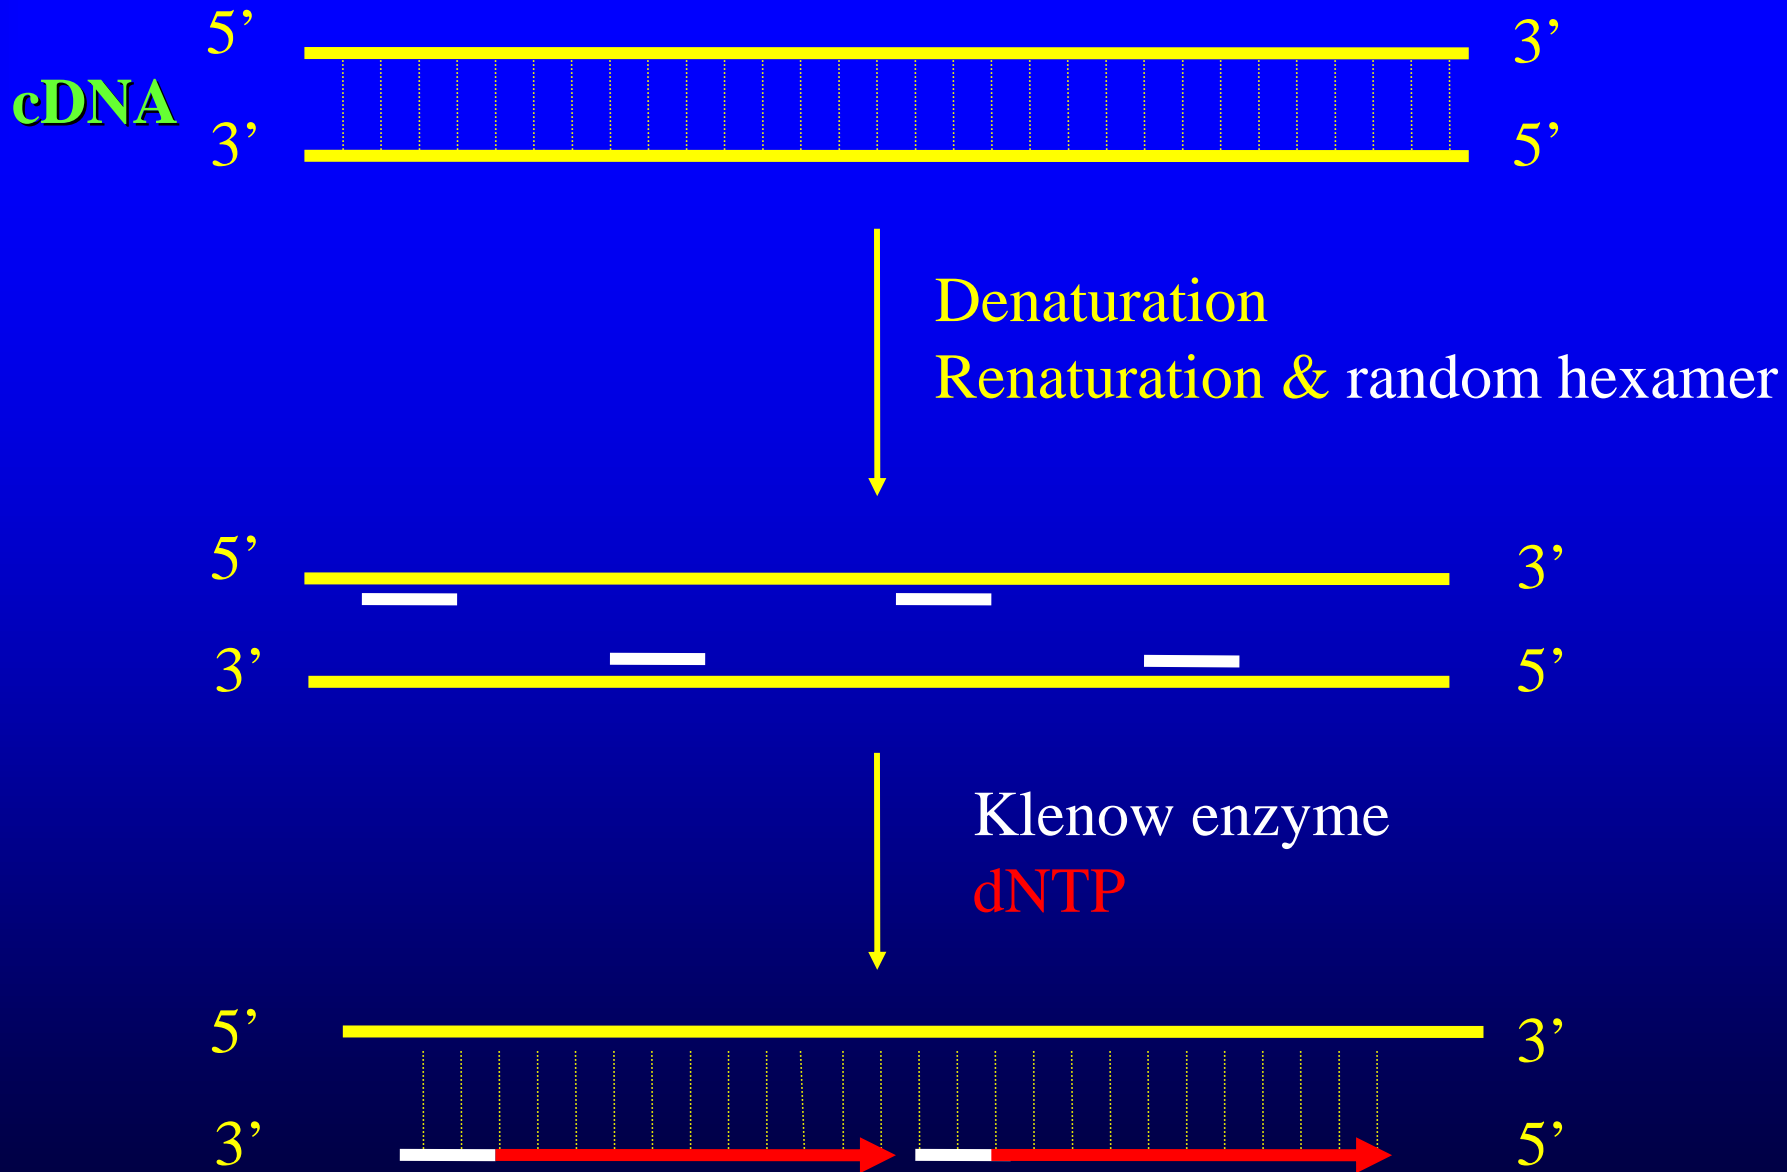 5’ 3’
cDNA
3’ 5’
Denaturation
Renaturation & random hexamer
5’ 3’
3’ 5’
Klenow enzyme
dNTP
5’ 3’
3’ 5’